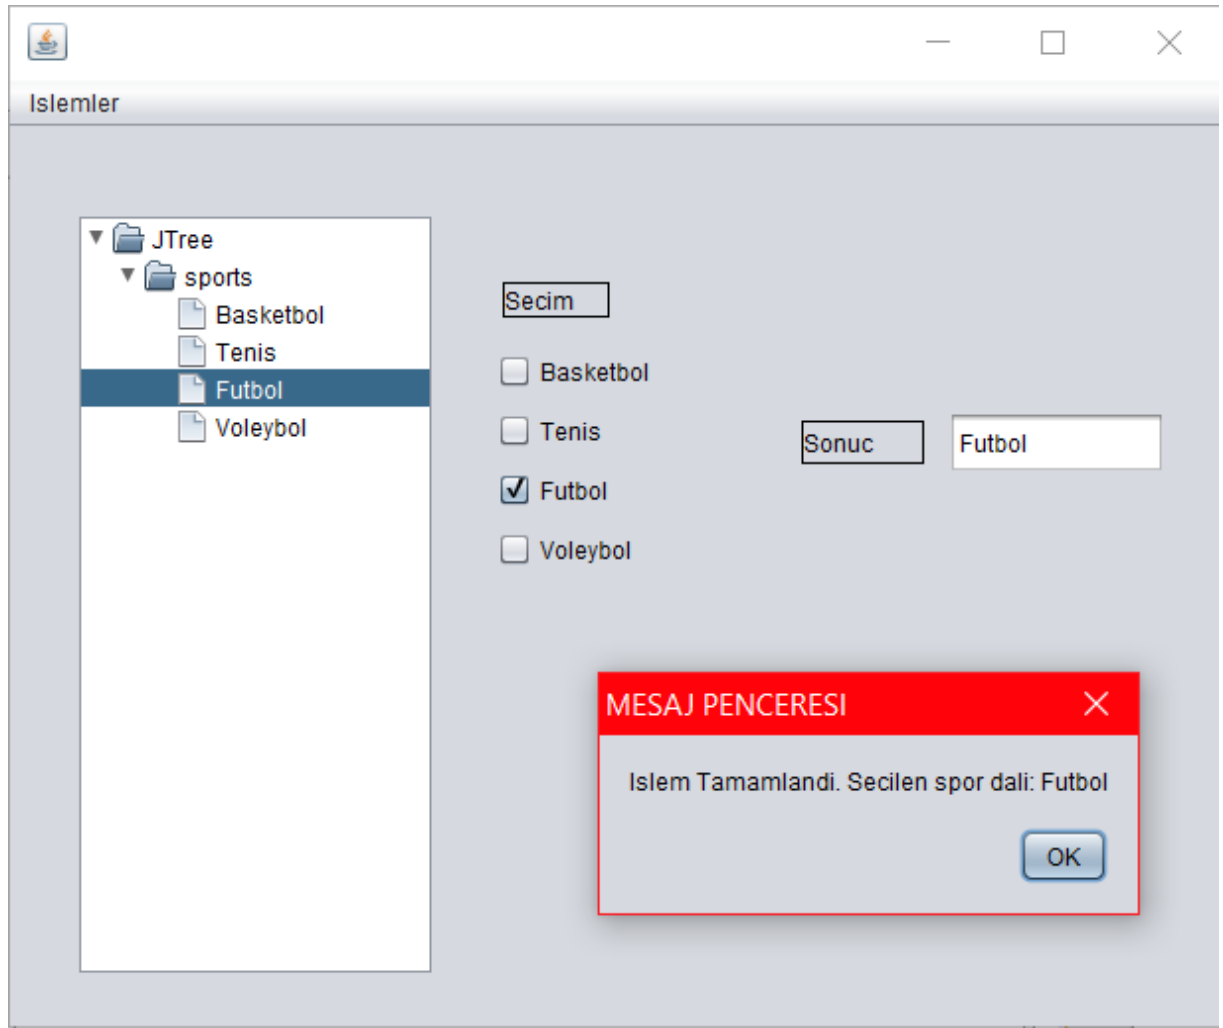 Islemler
JTree
sports
Basketbol
Tenis
Futbol
Voleybol
Secim
Basketbol
Tenis
Futbol
Voleybol
Sonuc
Futbol
MESAJ PENCERESI
Islem Tamamlandi. Secilen spor dali: Futbol
OK